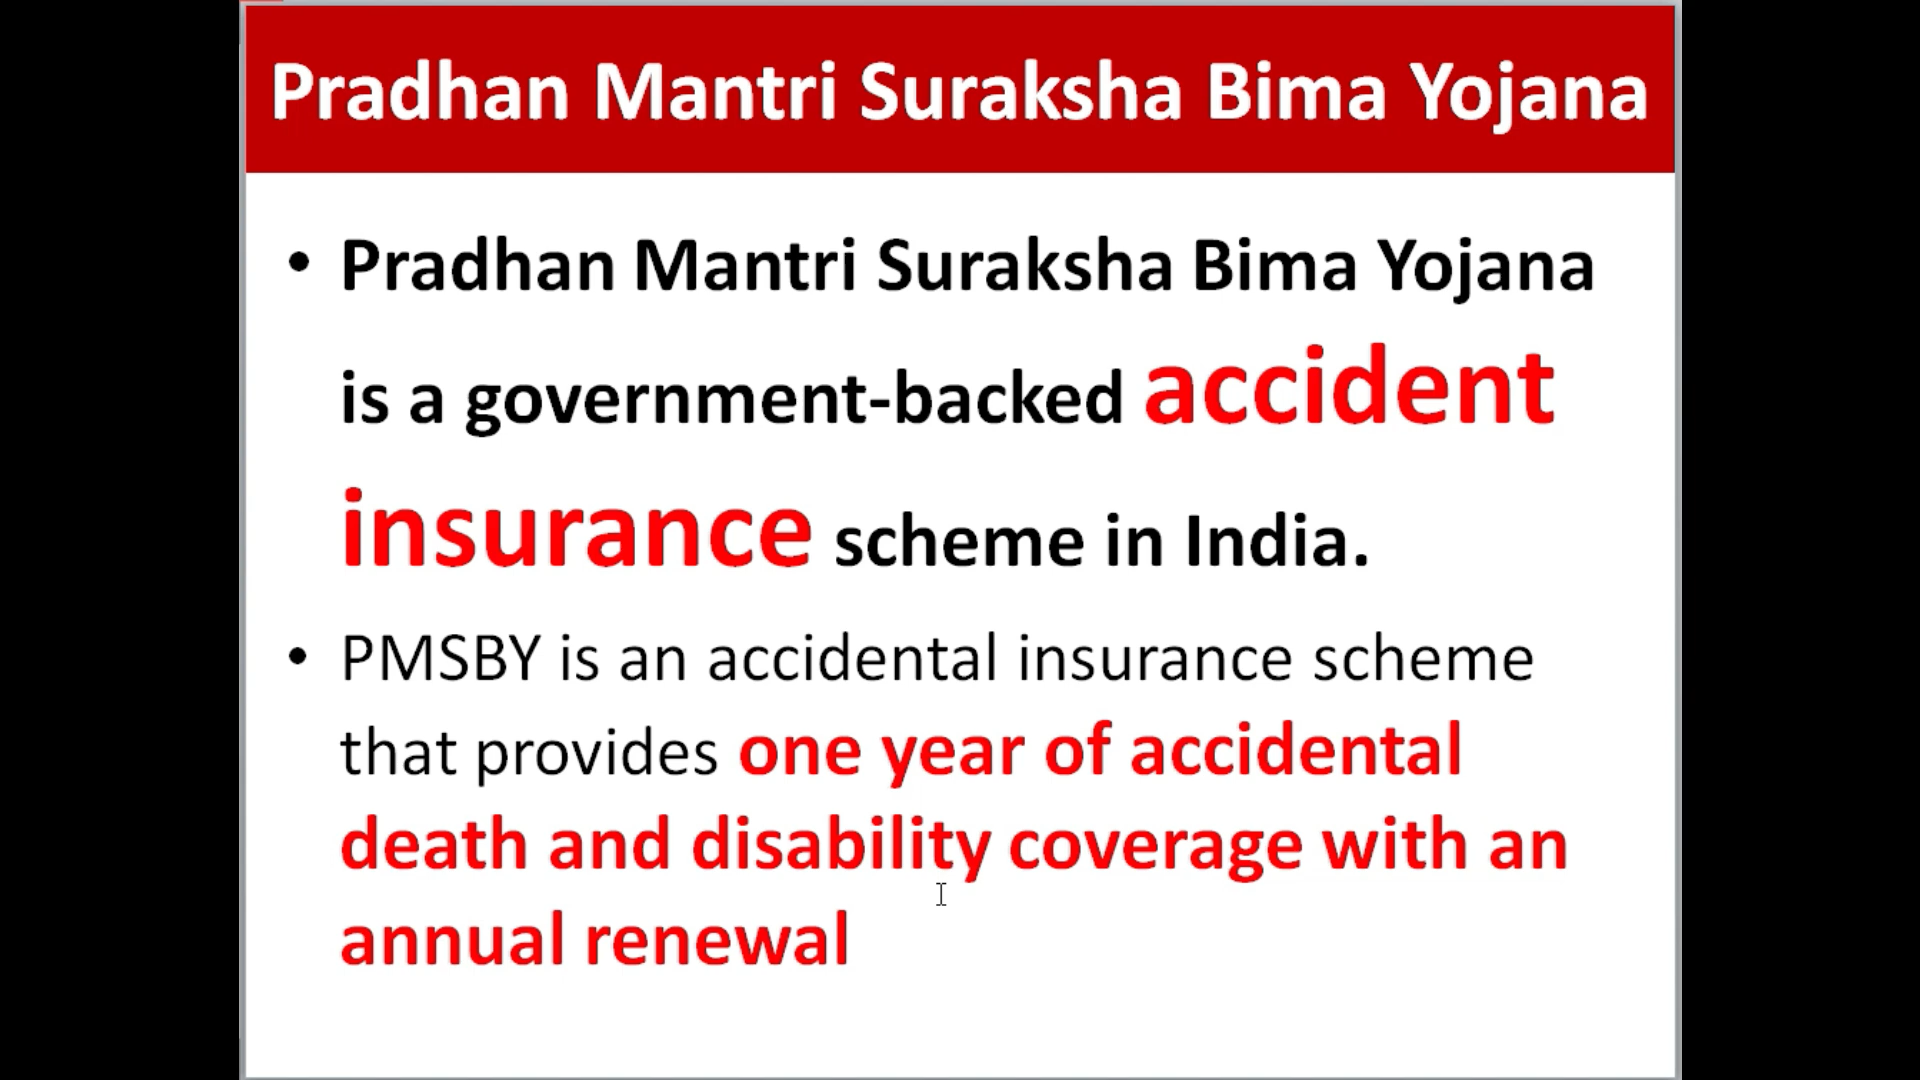 Pradhan Mantri Suraksha Bima Yojana
• Pradhan Mantri Suraksha Bima Yojana
is a government-backed accident
insurance scheme in India.
• PMSBY is an accidental insurance scheme
that provides one year of accidental
death and disability coverage with an
annual renewal